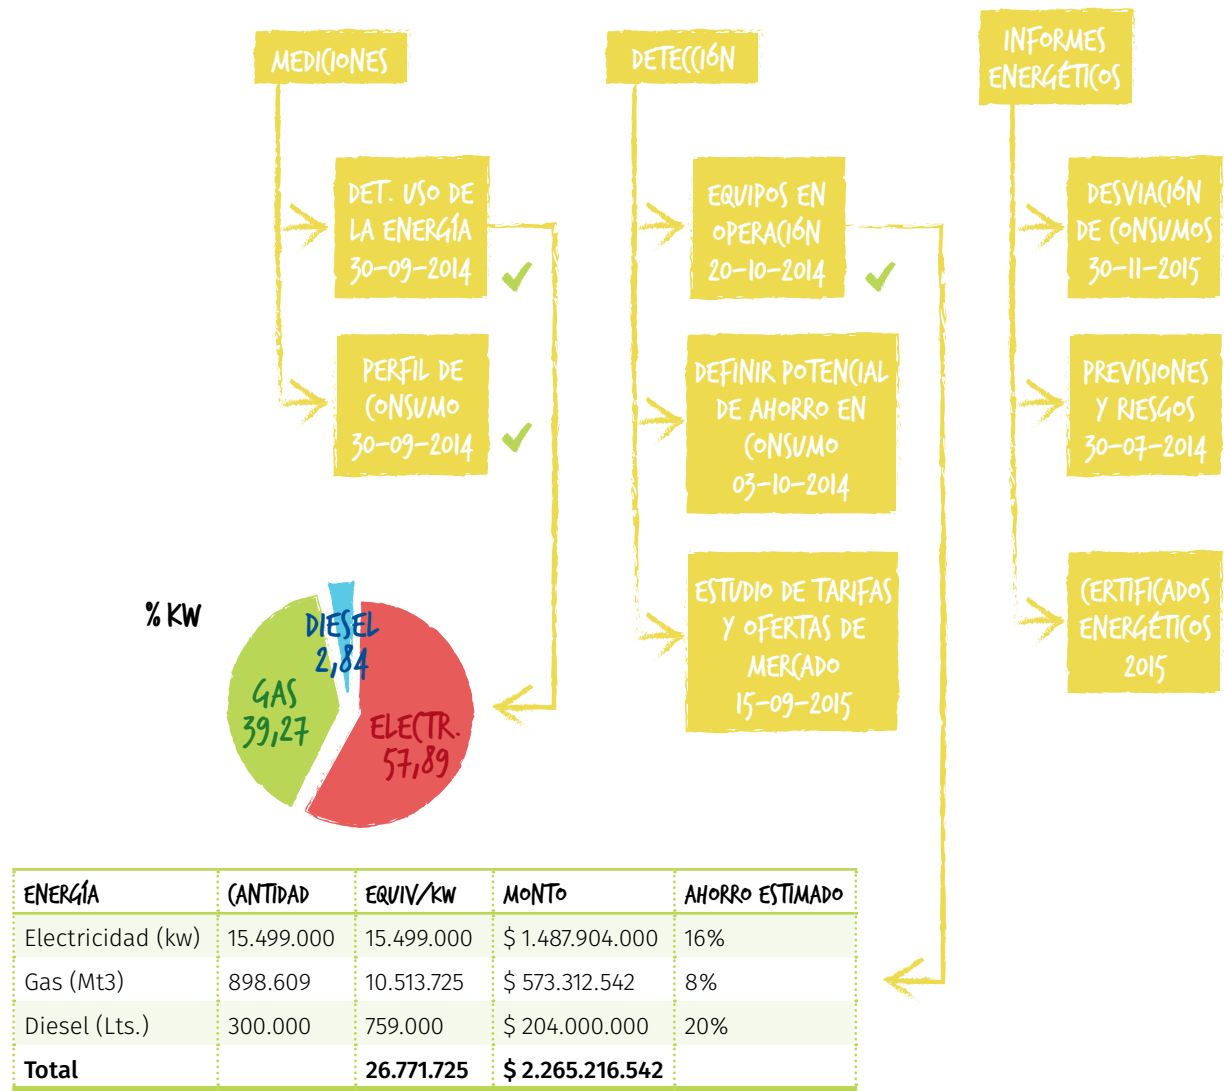 MEDICIONES
DET. USO DE
LA ENERGÍA
30-09-2014
PERFIL DE
CONSUMO
30-09-2014
DETECCIÓN
EQUIPOS EN
OPERACIÓN
20-10-2014
DEFINIR POTENCIAL
DE AHORRO EN
CONSUMO
03-10-2014
ESTUDIO DE TARIFAS
Y OFERTAS DE
MERCADO
15-09-2015
INFORMES
ENERGÉTICOS
DESVIACIÓN
DE CONSUMOS
30-11-2015
PREVISIONES
Y RIESGOS
30-07-2014
CERTIFICADOS
ENERGÉTICOS
2015
% KW
DIESEL
2,84
GAS
39,27
ELECTR.
57,89
ENERGÍA CANTIDAD EQUIV/KW MONTO AHORRO ESTIMADO
Electricidad (kw) 15.499.000 15.499.000 $ 1.487.904.000 16%
Gas (Mt3) 898.609 10.513.725 $ 573.312.542 8%
Diesel (Lts.) 300.000 759.000 $ 204.000.000 20%
Total 26.771.725 $ 2.265.216.542